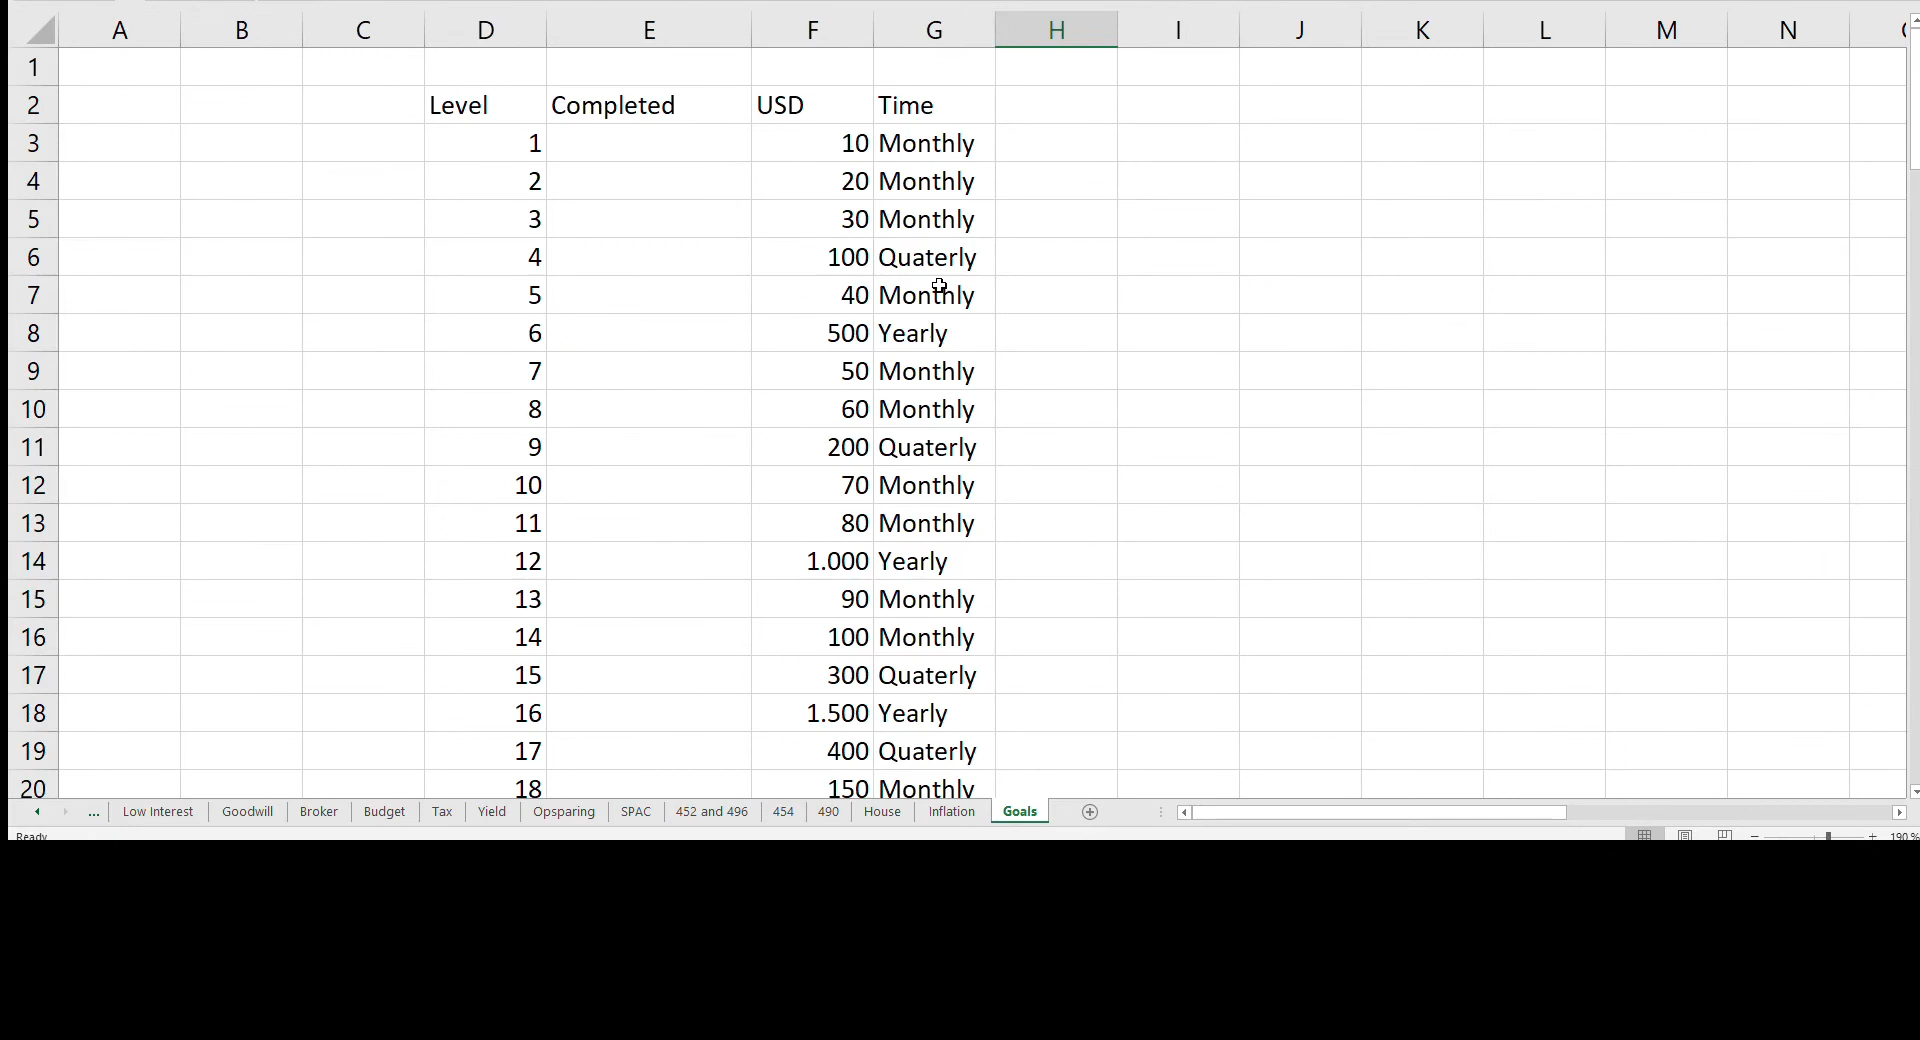 A B C D E F G H I J K L M N
1
2 Level Completed USD Time
3 1 10 Monthly
4 2 20 Monthly
5 3 30 Monthly
6 4 100 Quaterly
7 5 40 Monthly
8 6 500 Yearly
9 7 50 Monthly
10 8 60 Monthly
11 9 200 Quaterly
12 10 70 Monthly
13 11 80 Monthly
14 12 1.000 Yearly
15 13 90 Monthly
16 14 100 Monthly
17 15 300 Quaterly
18 16 1.500 Yearly
19 17 400 Quaterly
20 18 150 Monthly
... Low Interest Goodwill Broker Budget Tax Yield Opsparing SPAC 452 and 496 454 490 House Inflation Goals
Ready 190 %